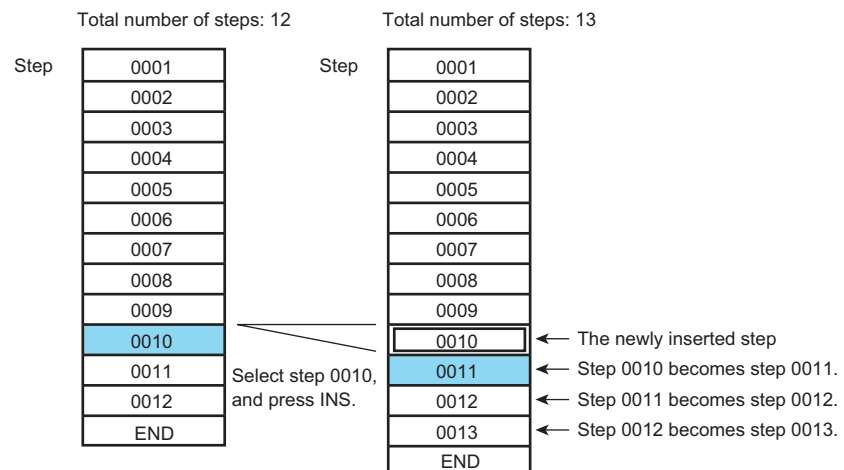 Total number of steps: 12
Step
0001
0002
0003
0004
0005
0006
0007
0008
0009
0010
0011
0012
END
Select step 0010,
and press INS.
Total number of steps: 13
Step
0001
0002
0003
0004
0005
0006
0007
0008
0009
0010
0011
0012
0013
END
The newly inserted step
Step 0010 becomes step 0011.
Step 0011 becomes step 0012.
Step 0012 becomes step 0013.